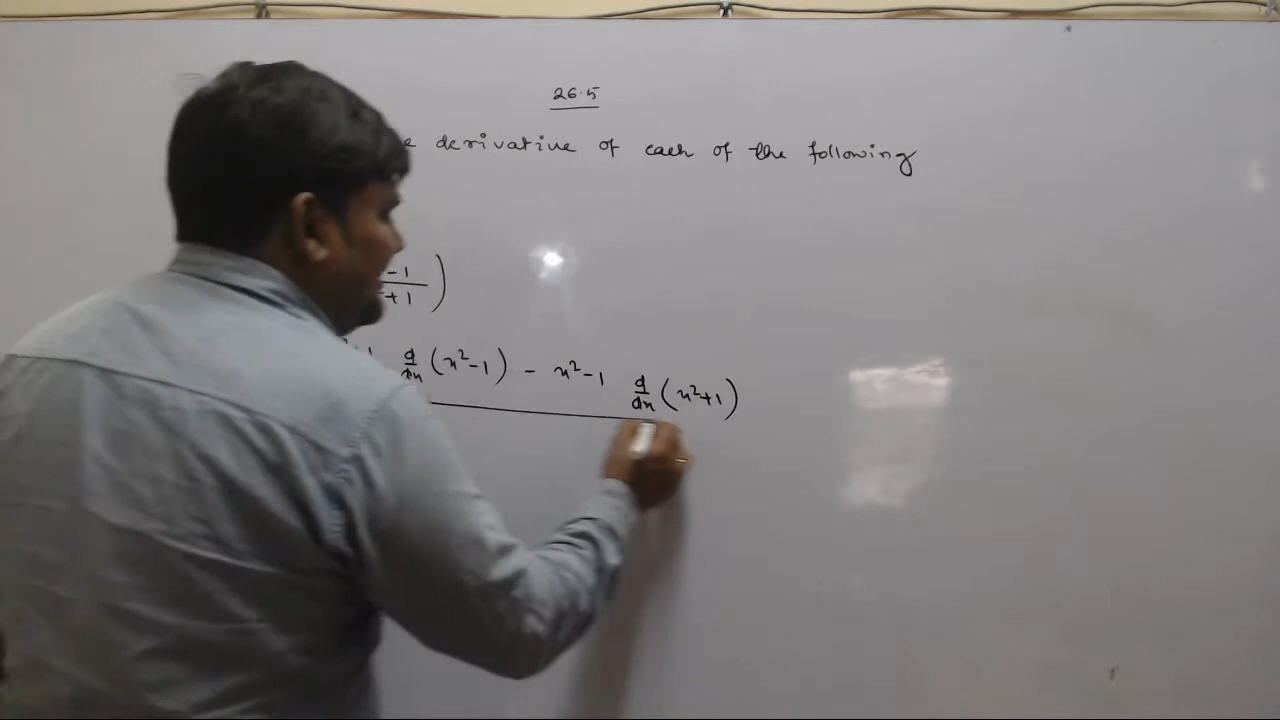 26.5
derivative of each of the following
-1 )
+1
d/dx (x²-1) - x²-1 d/dx (x²+1)